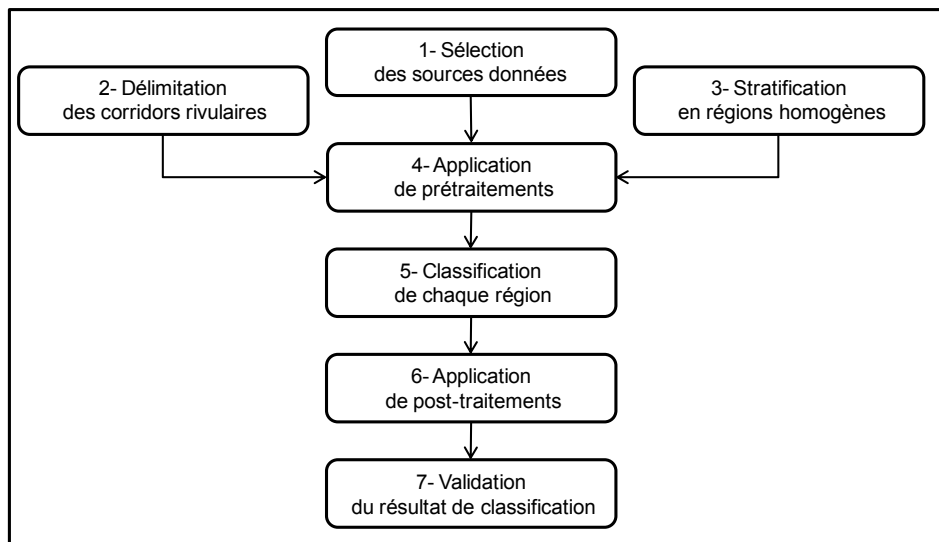 1- Sélection
des sources données
2- Délimitation
des corridors rivulaires
3- Stratification
en régions homogènes
4- Application
de prétraitements
5- Classification
de chaque région
6- Application
de post-traitements
7- Validation
du résultat de classification